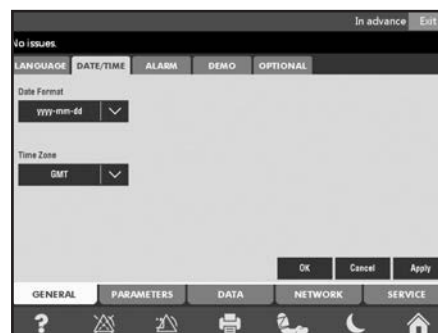 In advance Exit
No issues.
LANGUAGE DATE/TIME ALARM DEMO OPTIONAL
Date Format
yyyy-mm-dd
Time Zone
GMT
OK Cancel Apply
GENERAL PARAMETERS DATA NETWORK SERVICE
?